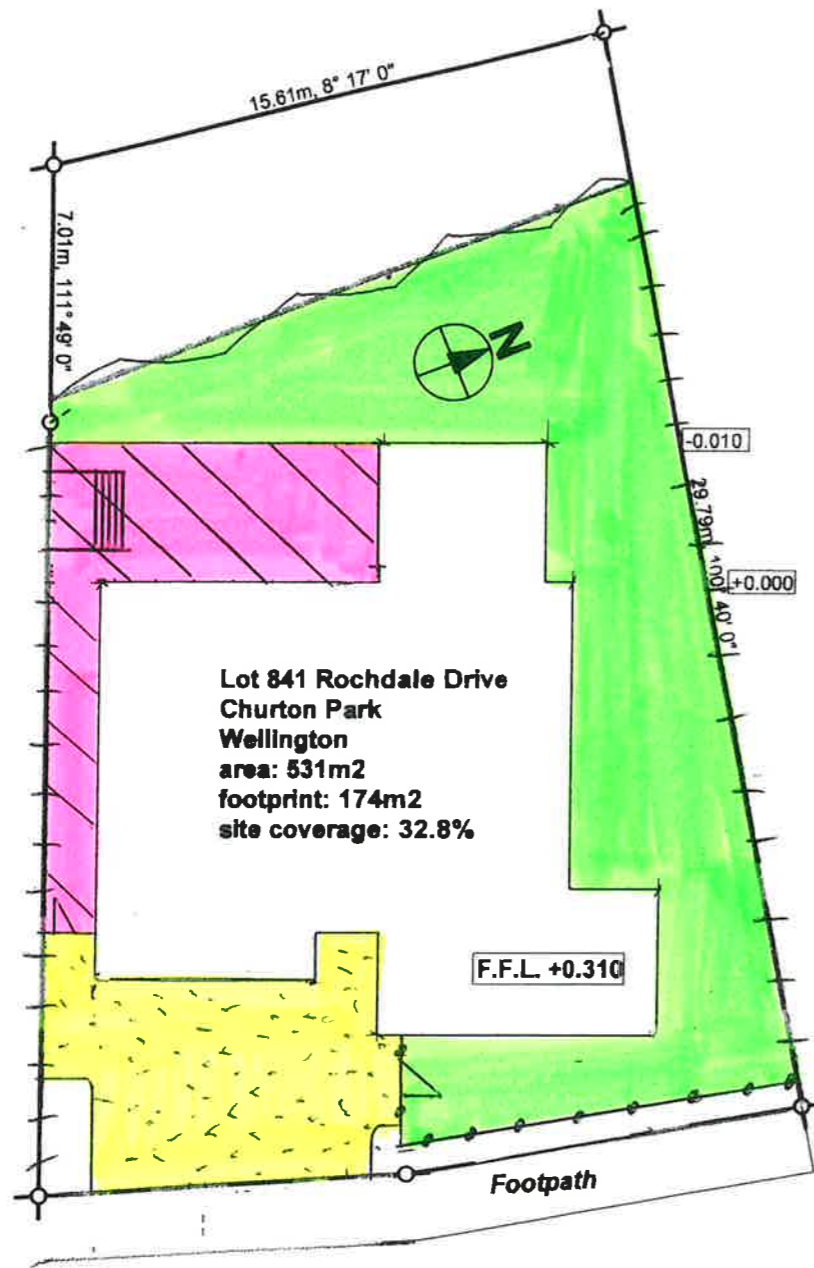 15.61m, 8° 17' 0"
7.01m, 111° 49' 0"
N
-0.010
29.79m, 100° 40' 0"
+0.000
Lot 841 Rochdale Drive
Churton Park
Wellington
area: 531m2
footprint: 174m2
site coverage: 32.8%
F.F.L. +0.310
Footpath